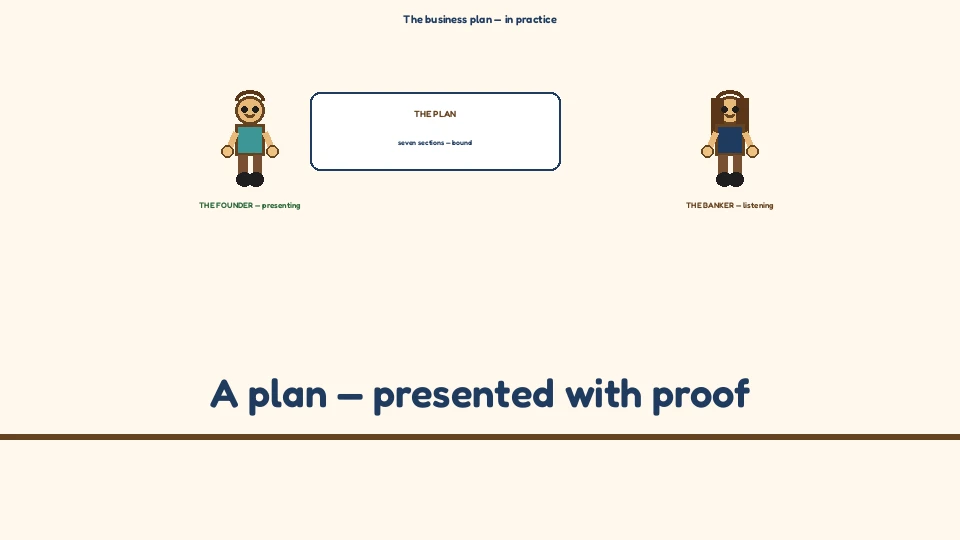 The business plan — in practice
THE PLAN
seven sections — bound
THE FOUNDER — presenting
THE BANKER — listening
A plan — presented with proof